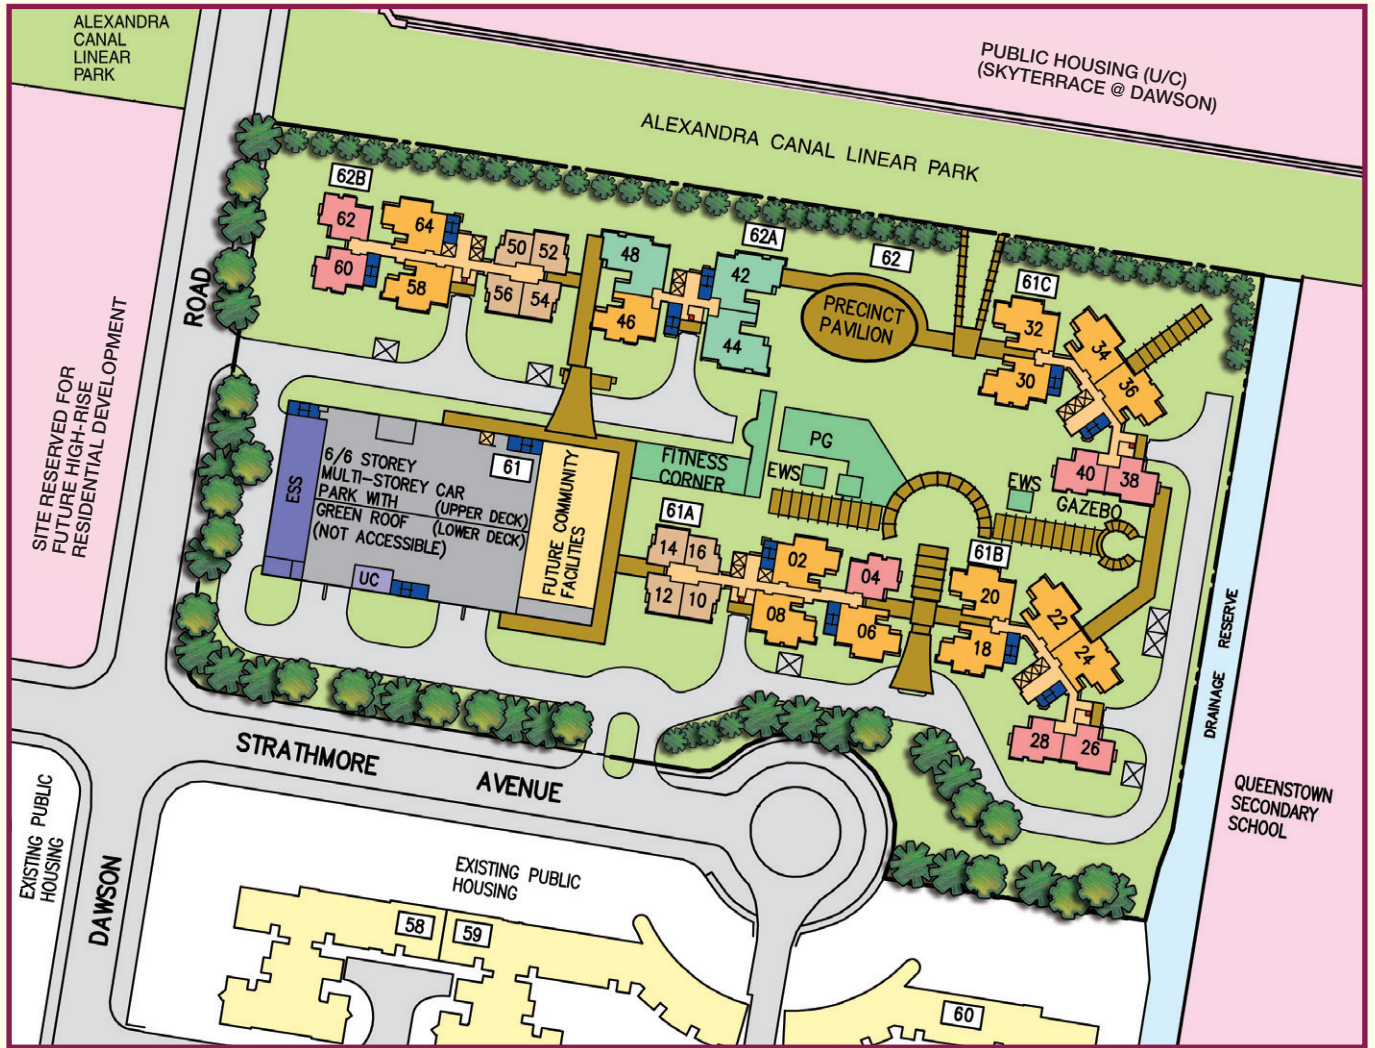 ALEXANDRA
CANAL
LINEAR
PARK
PUBLIC HOUSING (U/C)
(SKYTERRACE @ DAWSON)
ALEXANDRA CANAL LINEAR PARK
62B
62
64
60
58
50
52
56
54
48
46
62A
42
44
62
PRECINCT
PAVILION
61C
32
30
34
36
40
38
ROAD
SITE RESERVED FOR
FUTURE HIGH-RISE
RESIDENTIAL DEVELOPMENT
ESS
6/6 STOREY
MULTI-STOREY CAR
PARK WITH
GREEN ROOF
(NOT ACCESSIBLE)
(UPPER DECK)
(LOWER DECK)
61
UC
FUTURE COMMUNITY
FACILITIES
FITNESS
CORNER
PG
EWS
EWS
GAZEBO
61A
14
16
12
10
02
04
08
06
61B
20
18
22
24
28
26
DRAINAGE RESERVE
QUEENSTOWN
SECONDARY
SCHOOL
STRATHMORE AVENUE
EXISTING PUBLIC
HOUSING
DAWSON
EXISTING PUBLIC
HOUSING
58
59
60